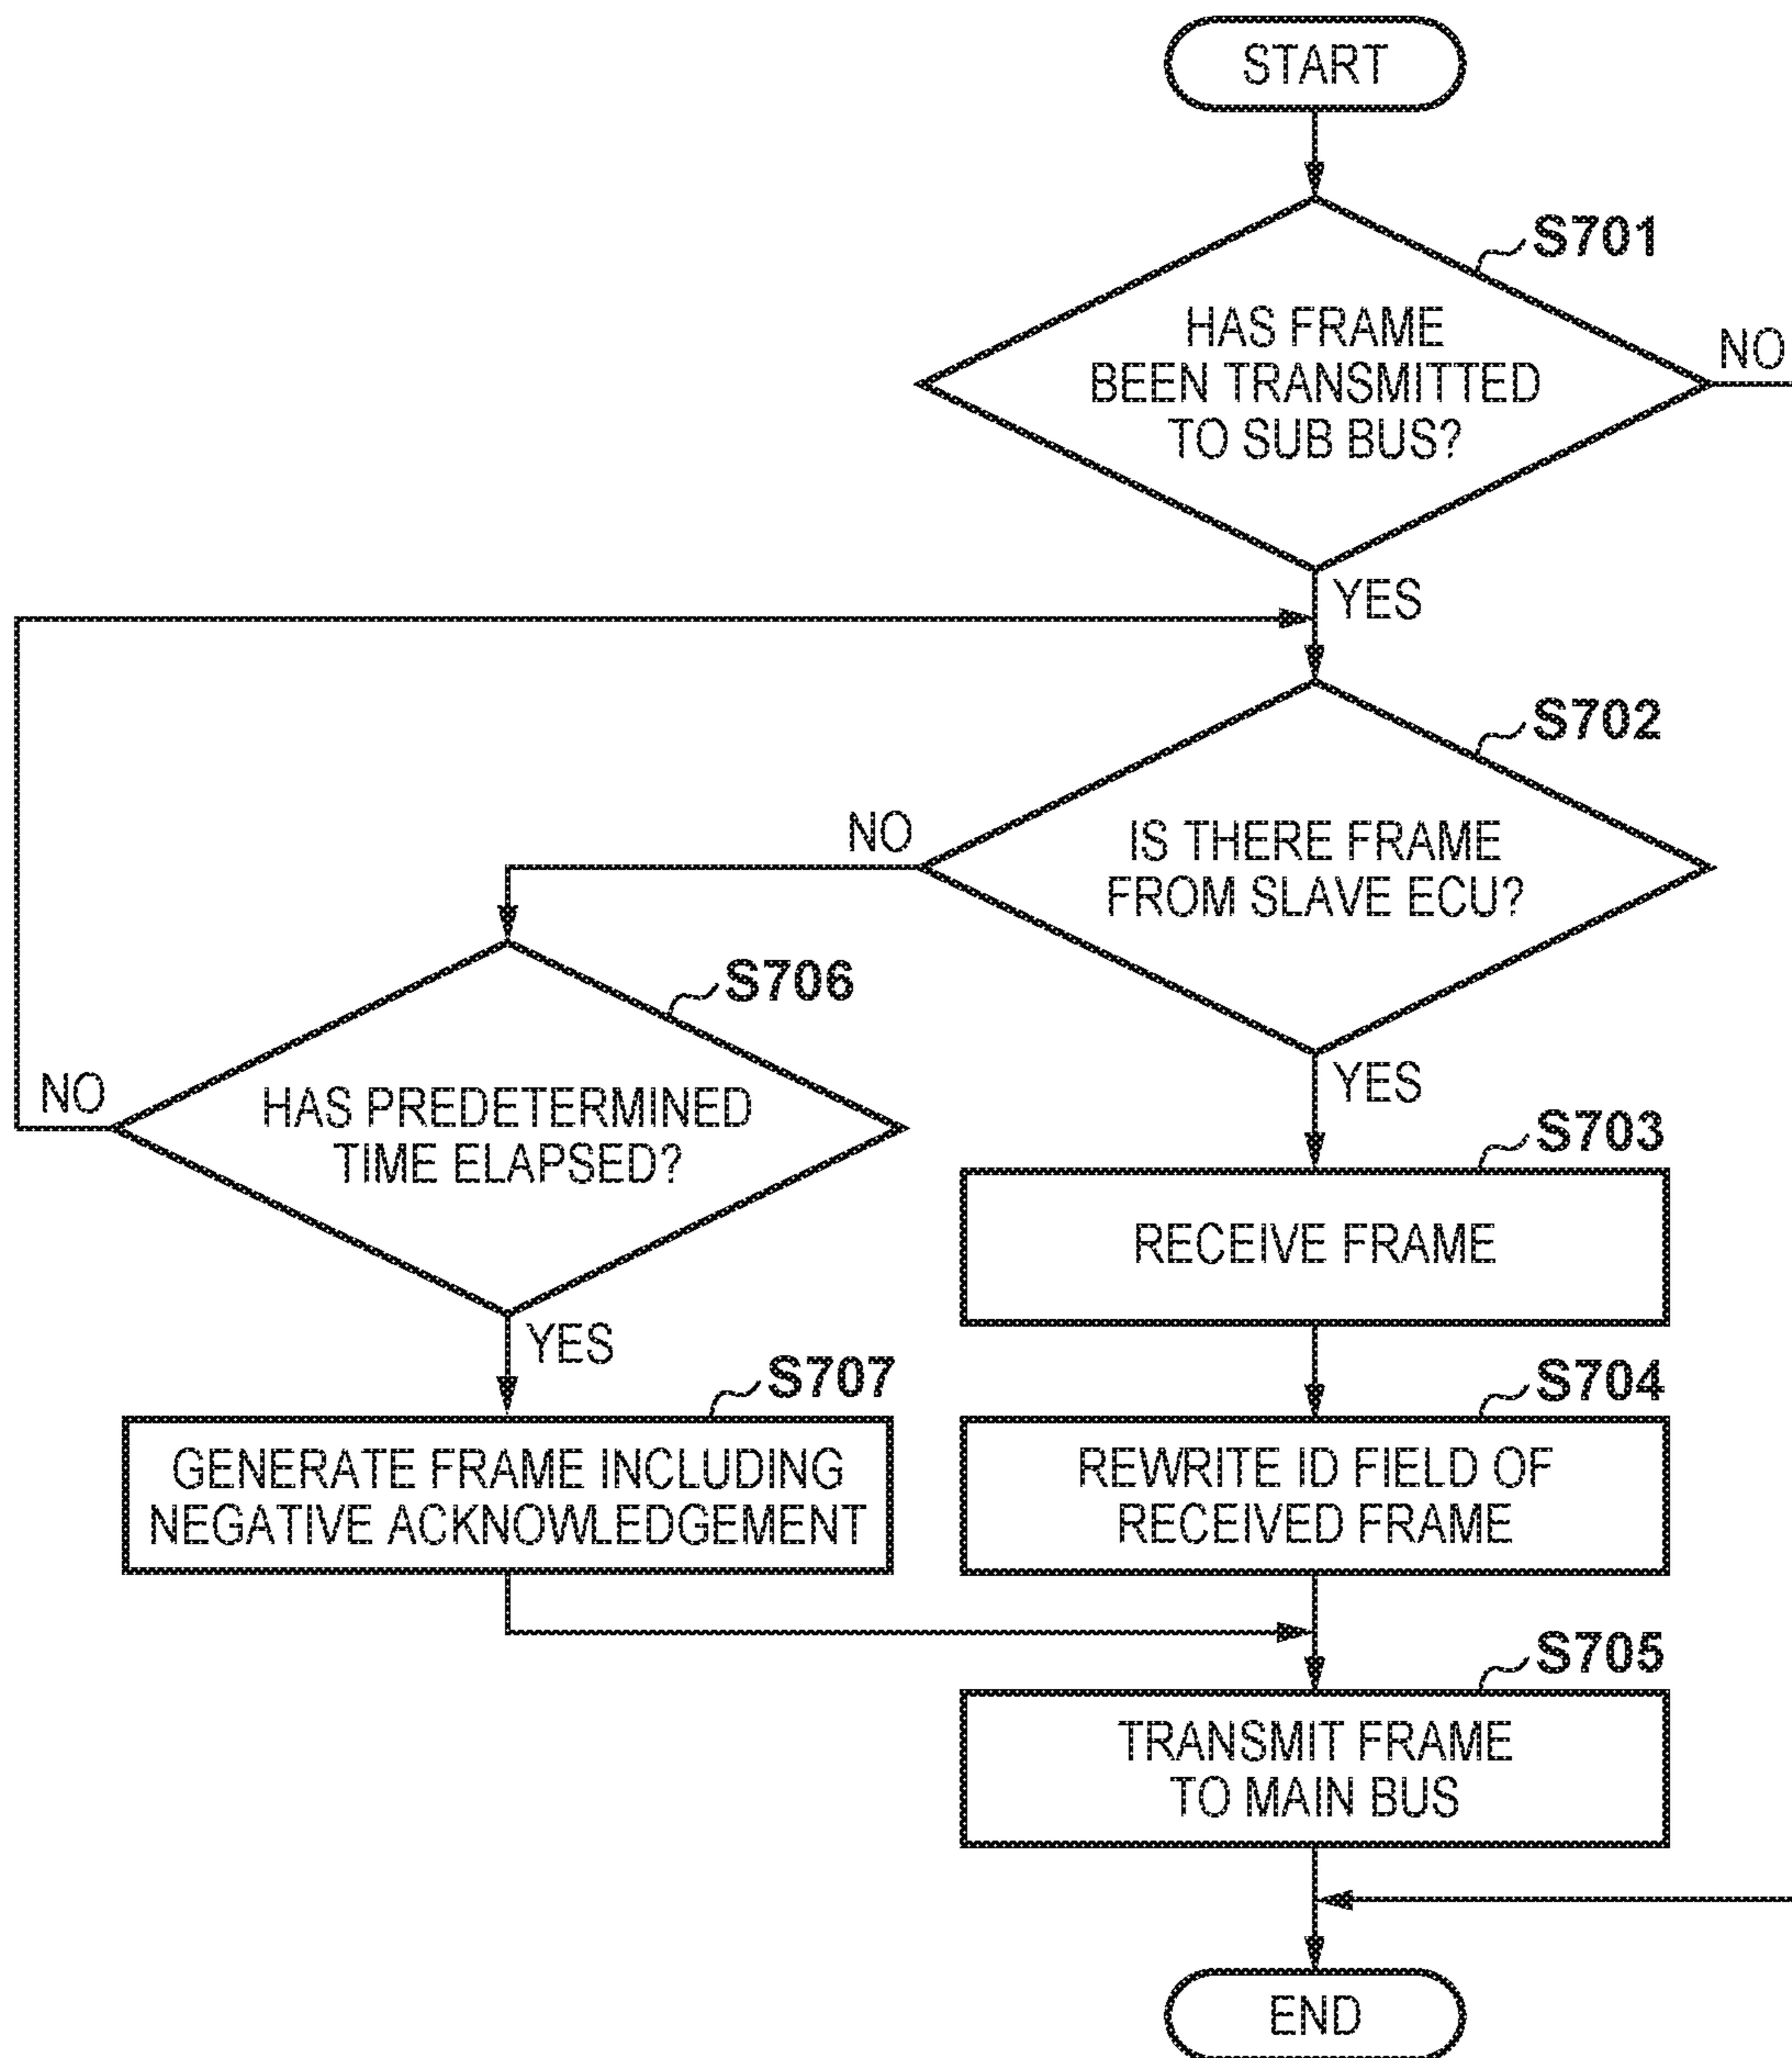 START
S701
HAS FRAME
BEEN TRANSMITTED
TO SUB BUS?
NO
YES
S702
IS THERE FRAME
FROM SLAVE ECU?
NO
YES
S706
HAS PREDETERMINED
TIME ELAPSED?
NO
YES
S703
RECEIVE FRAME
S707
GENERATE FRAME INCLUDING
NEGATIVE ACKNOWLEDGEMENT
S704
REWRITE ID FIELD OF
RECEIVED FRAME
S705
TRANSMIT FRAME
TO MAIN BUS
END